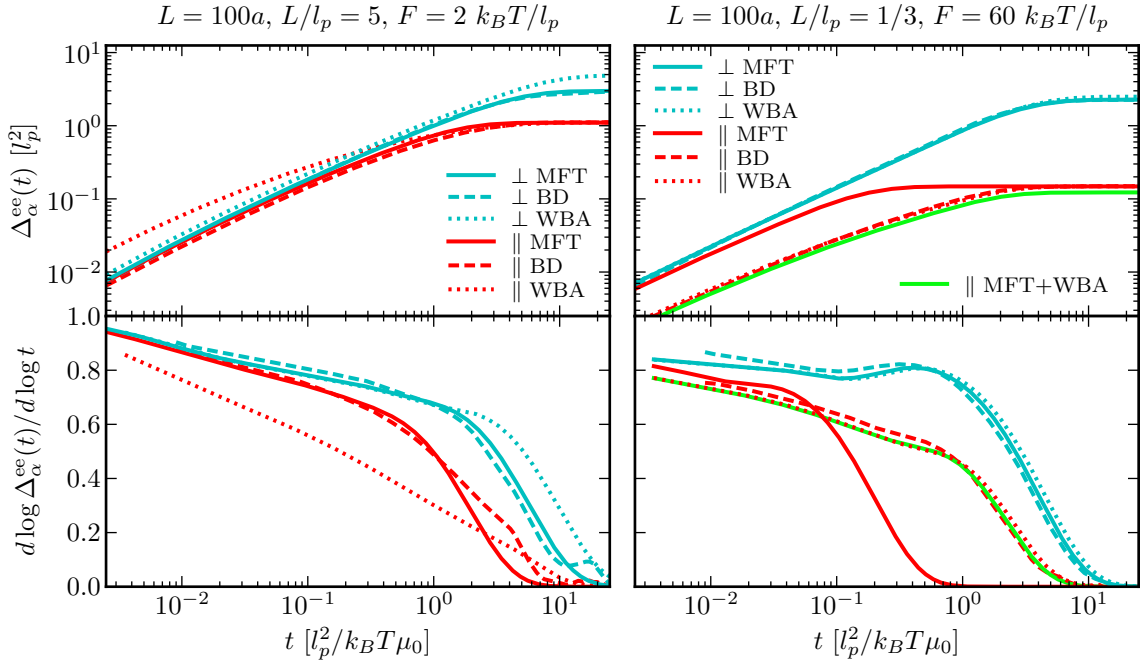 L = 100a, L/l_p = 5, F = 2 k_BT/l_p
L = 100a, L/l_p = 1/3, F = 60 k_BT/l_p
Δ_α^ee(t) [l_p^2]
10^1
10^0
10^−1
10^−2
⊥ MFT
⊥ BD
⊥ WBA
∥ MFT
∥ BD
∥ WBA
⊥ MFT
⊥ BD
⊥ WBA
∥ MFT
∥ BD
∥ WBA
∥ MFT+WBA
d log Δ_α^ee(t)/d log t
1.0
0.8
0.6
0.4
0.2
0.0
10^−2 10^−1 10^0 10^1
10^−2 10^−1 10^0 10^1
t [l_p^2/k_BTμ_0]
t [l_p^2/k_BTμ_0]